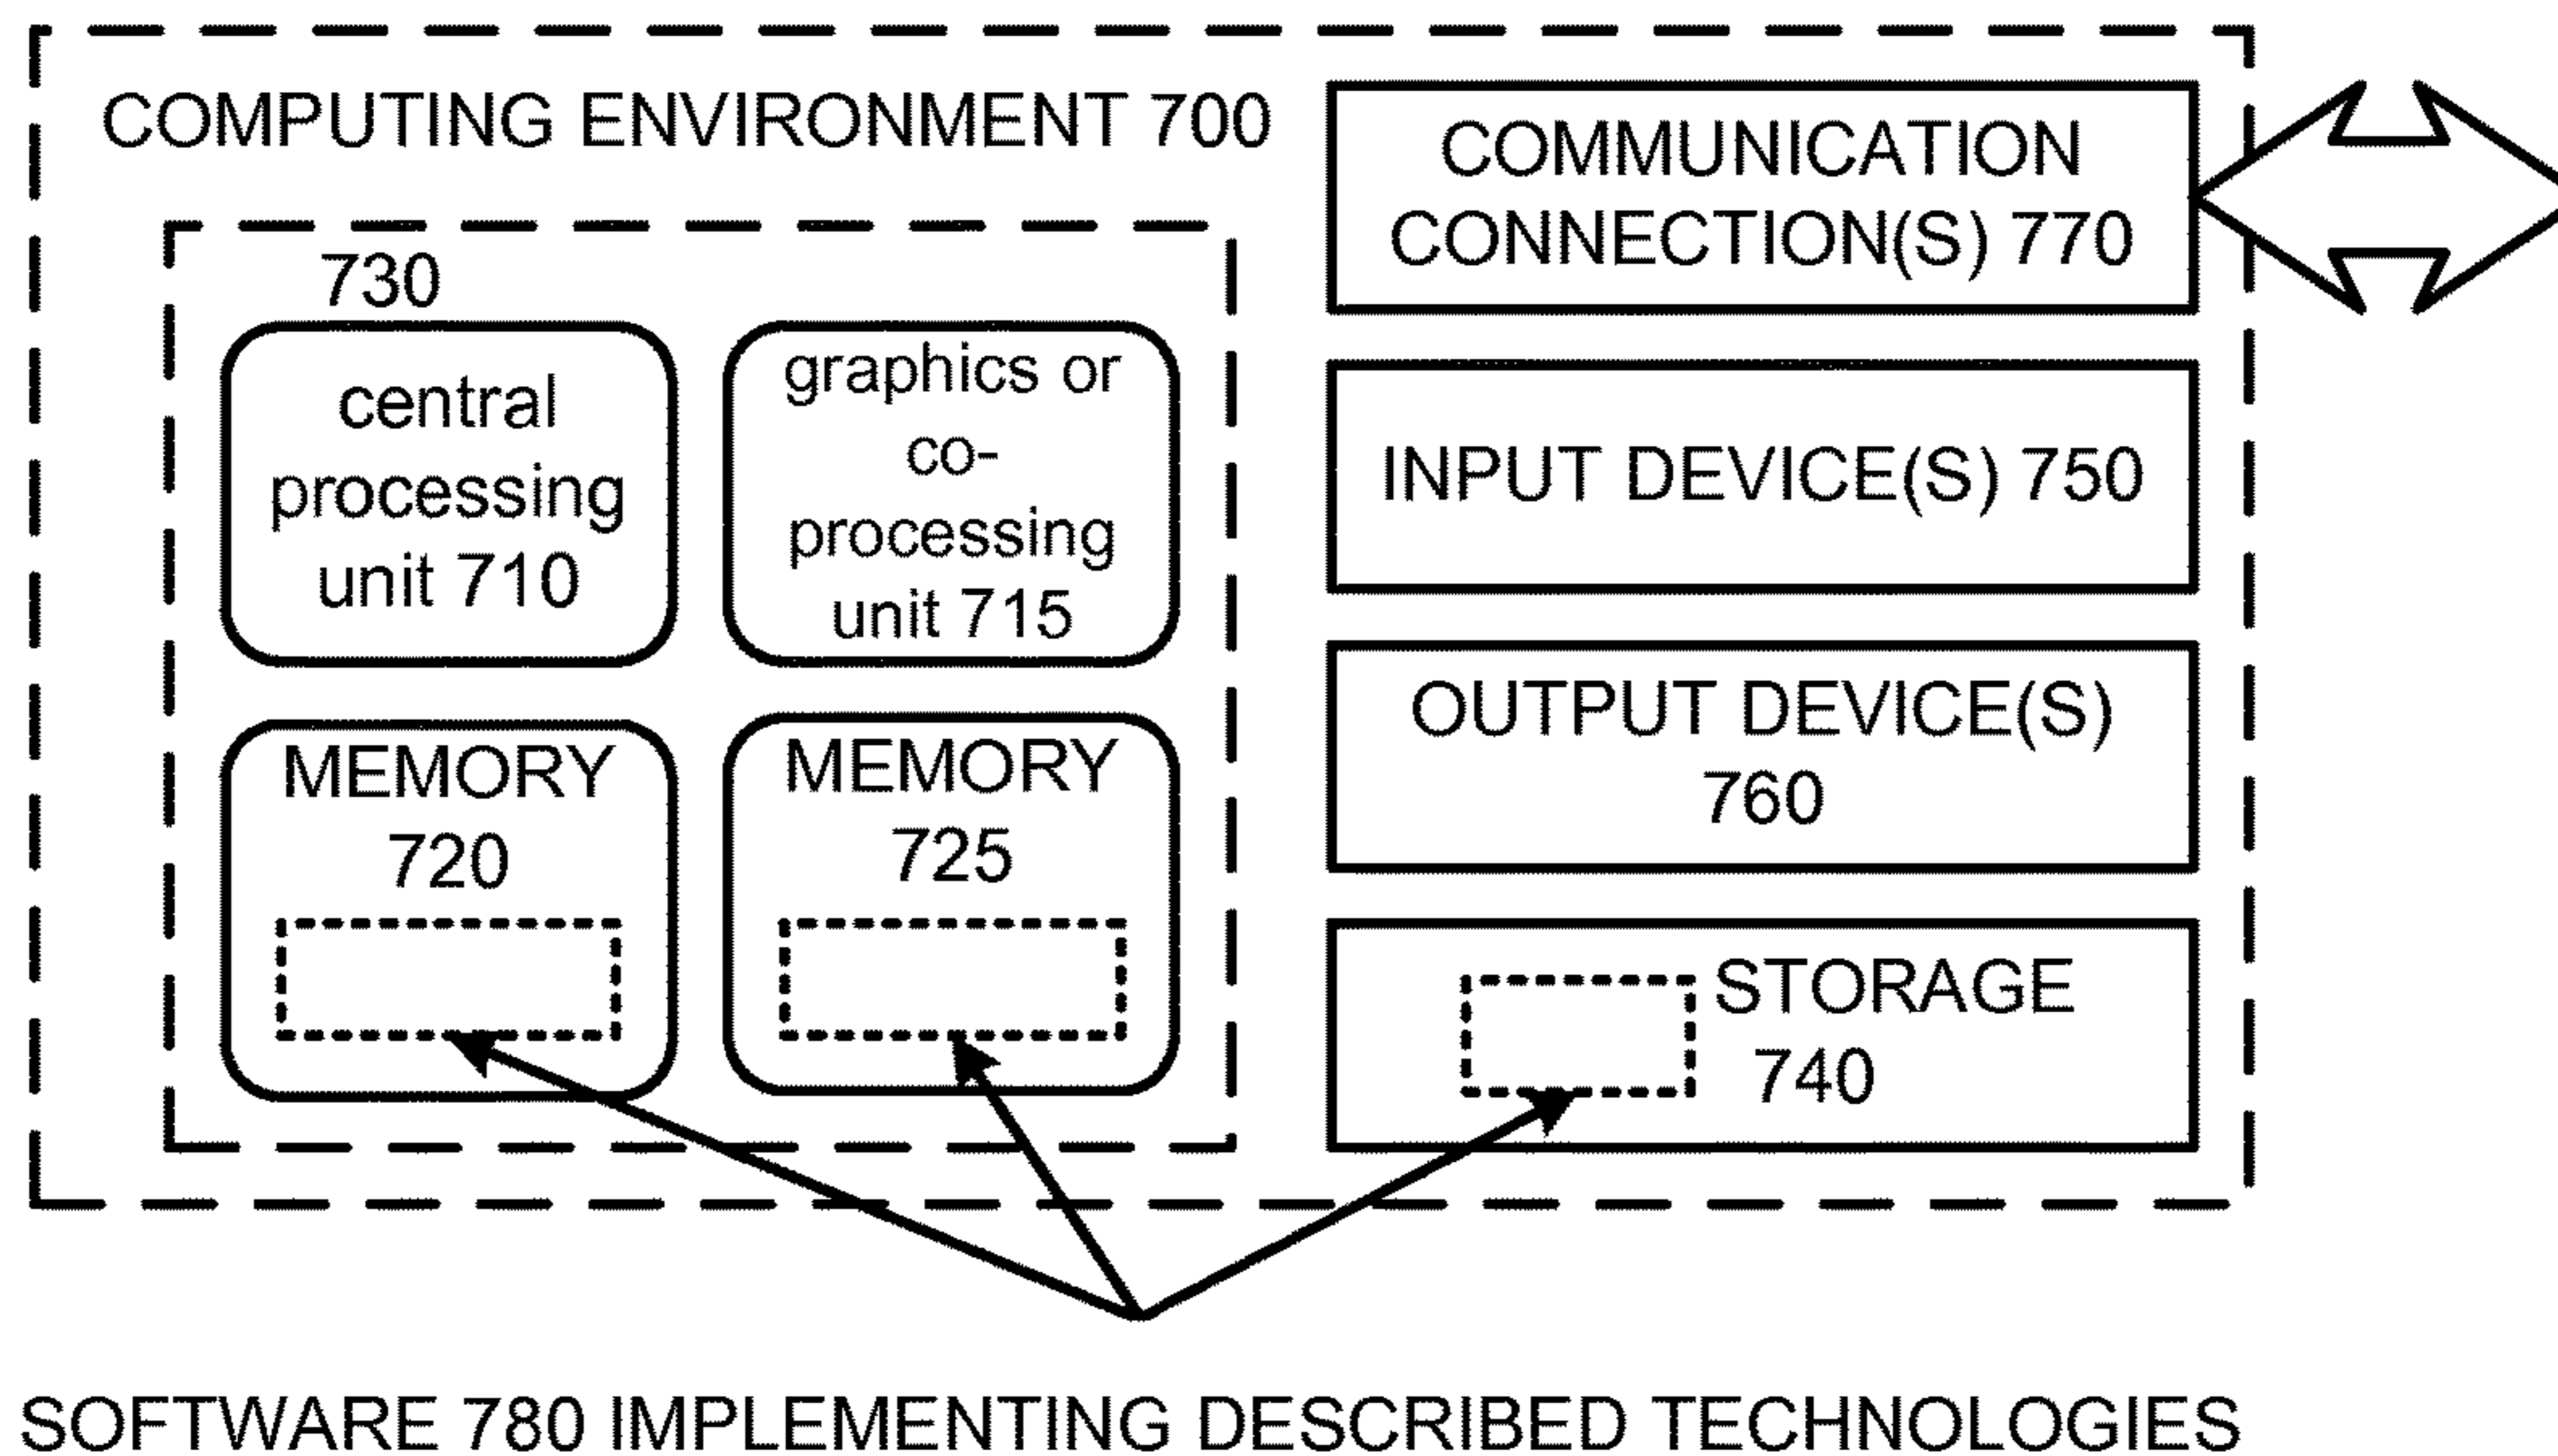 COMPUTING ENVIRONMENT 700
730
central
processing
unit 710
graphics or
co-
processing
unit 715
MEMORY
720
MEMORY
725
COMMUNICATION
CONNECTION(S) 770
INPUT DEVICE(S) 750
OUTPUT DEVICE(S)
760
STORAGE
740
SOFTWARE 780 IMPLEMENTING DESCRIBED TECHNOLOGIES